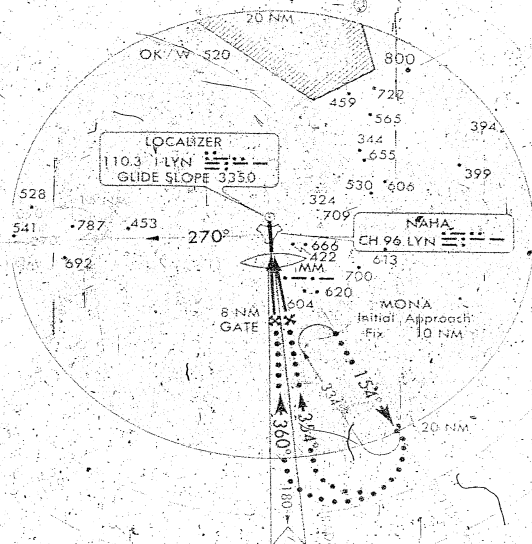 20 NM
OK/W 520
800
459
722
565
344
655
394
399
530
606
324
709
LOCALIZER
110.3 I-LYN
GLIDE SLOPE 335.0
528
541
787
453
692
270°
NAHA
CH 96 LYN
666
422
613
MM
700
620
604
8 NM
GATE
MONA
Initial Approach
Fix 10 NM
154°
334°
20 NM
360°
354°
180°